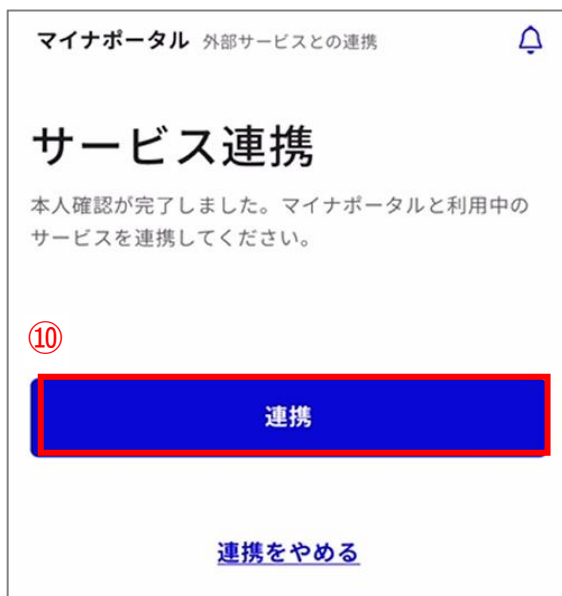 マイナポータル 外部サービスとの連携
サービス連携
本人確認が完了しました。マイナポータルと利用中の
サービスを連携してください。
⑩
連携
連携をやめる